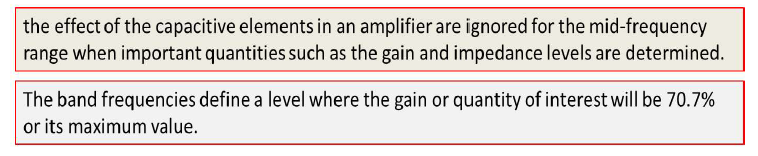 the effect of the capacitive elements in an amplifier are ignored for the mid-frequency
range when important quantities such as the gain and impedance levels are determined.
The band frequencies define a level where the gain or quantity of interest will be 70.7%
or its maximum value.